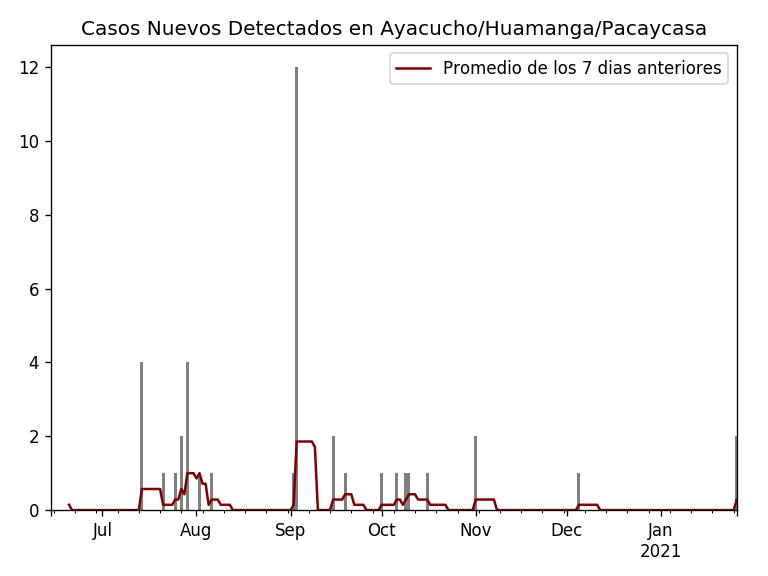 Casos Nuevos Detectados en Ayacucho/Huamanga/Pacaycasa
Promedio de los 7 dias anteriores
12
10
8
6
4
2
0
Jul Aug Sep Oct Nov Dec Jan
2021